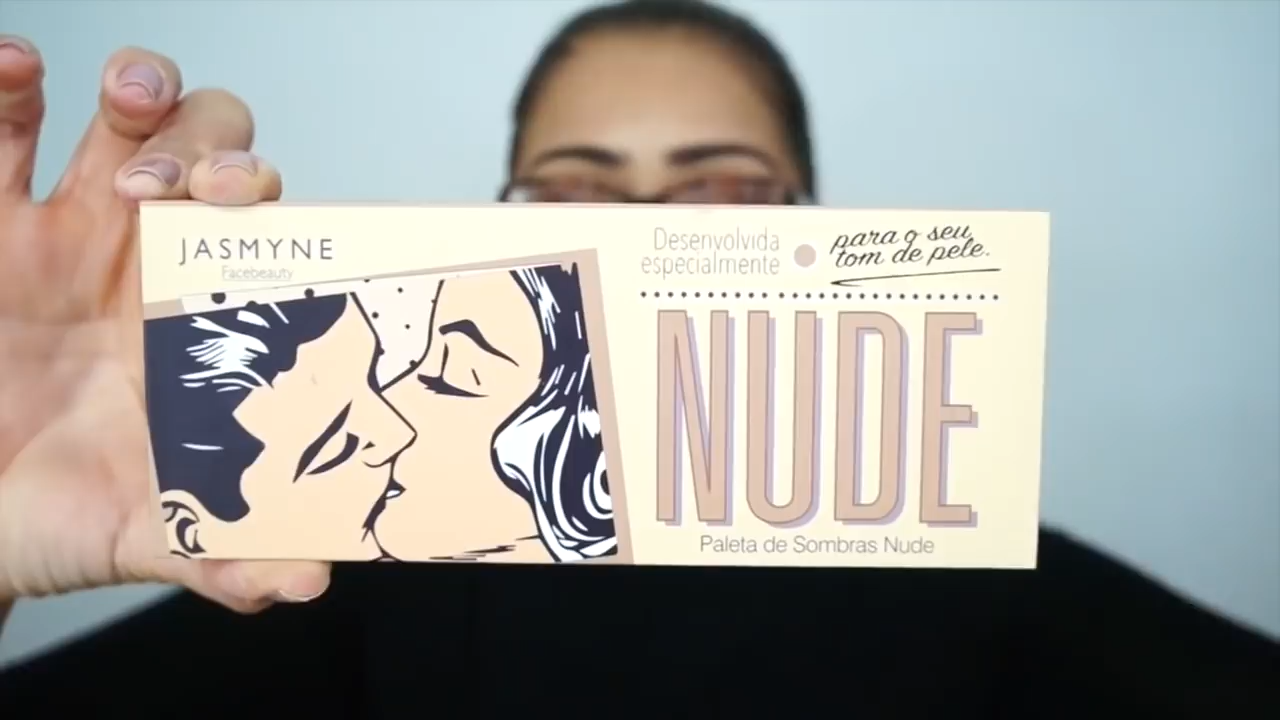 JASMYNE
Facebeauty
Desenvolvida
especialmente
para o seu
tom de pele.
NUDE
Paleta de Sombras Nude